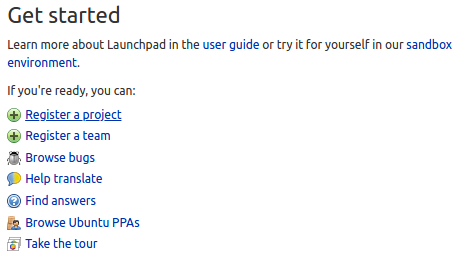 Get started
Learn more about Launchpad in the user guide or try it for yourself in our sandbox
environment.
If you're ready, you can:
Register a project
Register a team
Browse bugs
Help translate
Find answers
Browse Ubuntu PPAs
Take the tour